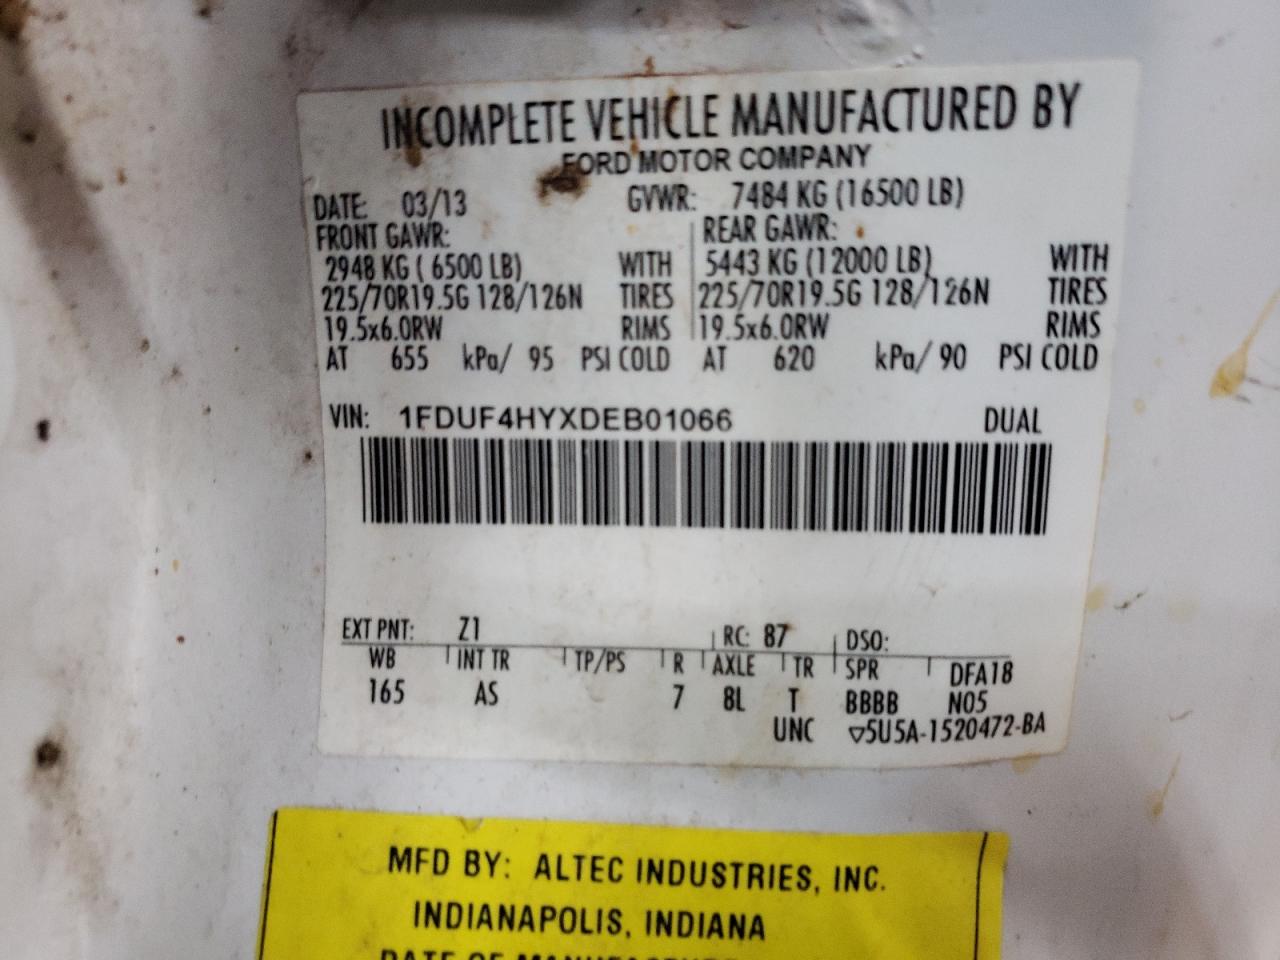 INCOMPLETE VEHICLE MANUFACTURED BY
FORD MOTOR COMPANY
DATE: 03/13 GVWR: 7484 KG (16500 LB)
FRONT GAWR: REAR GAWR:
2948 KG ( 6500 LB) WITH 5443 KG (12000 LB) WITH
225/70R19.5G 128/126N TIRES 225/70R19.5G 128/126N TIRES
19.5x6.0RW RIMS 19.5x6.0RW RIMS
AT 655 kPa/ 95 PSI COLD AT 620 kPa/ 90 PSI COLD
VIN: 1FDUF4HYXDEB01066 DUAL
EXT PNT: Z1 RC: 87 DSO:
WB INT TR TP/PS R AXLE TR SPR DFA18
165 AS 7 8L T BBBB N05
UNC ▽5U5A-1520472-BA
MFD BY: ALTEC INDUSTRIES, INC.
INDIANAPOLIS, INDIANA
DATE OF MANUFACTURE